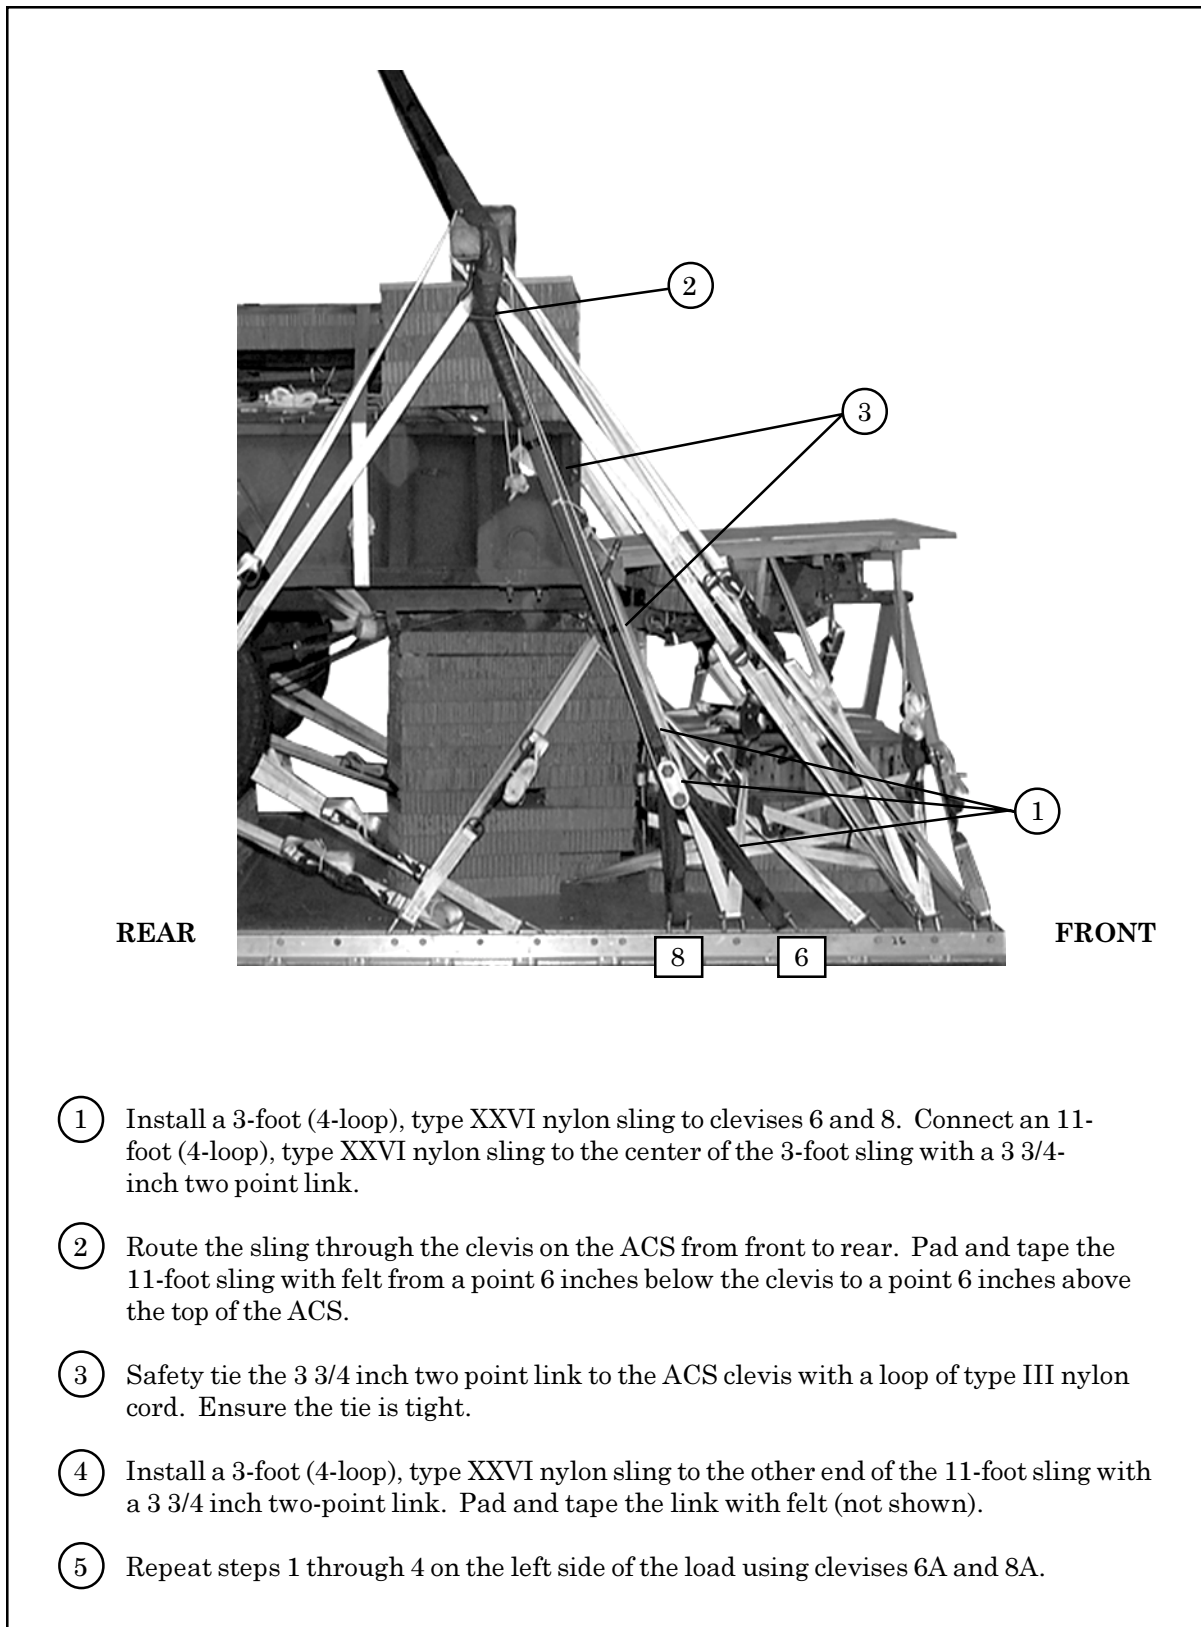 2
3
1
REAR
FRONT
8
6
1 Install a 3-foot (4-loop), type XXVI nylon sling to clevises 6 and 8. Connect an 11-
foot (4-loop), type XXVI nylon sling to the center of the 3-foot sling with a 3 3/4-
inch two point link.
2 Route the sling through the clevis on the ACS from front to rear. Pad and tape the
11-foot sling with felt from a point 6 inches below the clevis to a point 6 inches above
the top of the ACS.
3 Safety tie the 3 3/4 inch two point link to the ACS clevis with a loop of type III nylon
cord. Ensure the tie is tight.
4 Install a 3-foot (4-loop), type XXVI nylon sling to the other end of the 11-foot sling with
a 3 3/4 inch two-point link. Pad and tape the link with felt (not shown).
5 Repeat steps 1 through 4 on the left side of the load using clevises 6A and 8A.